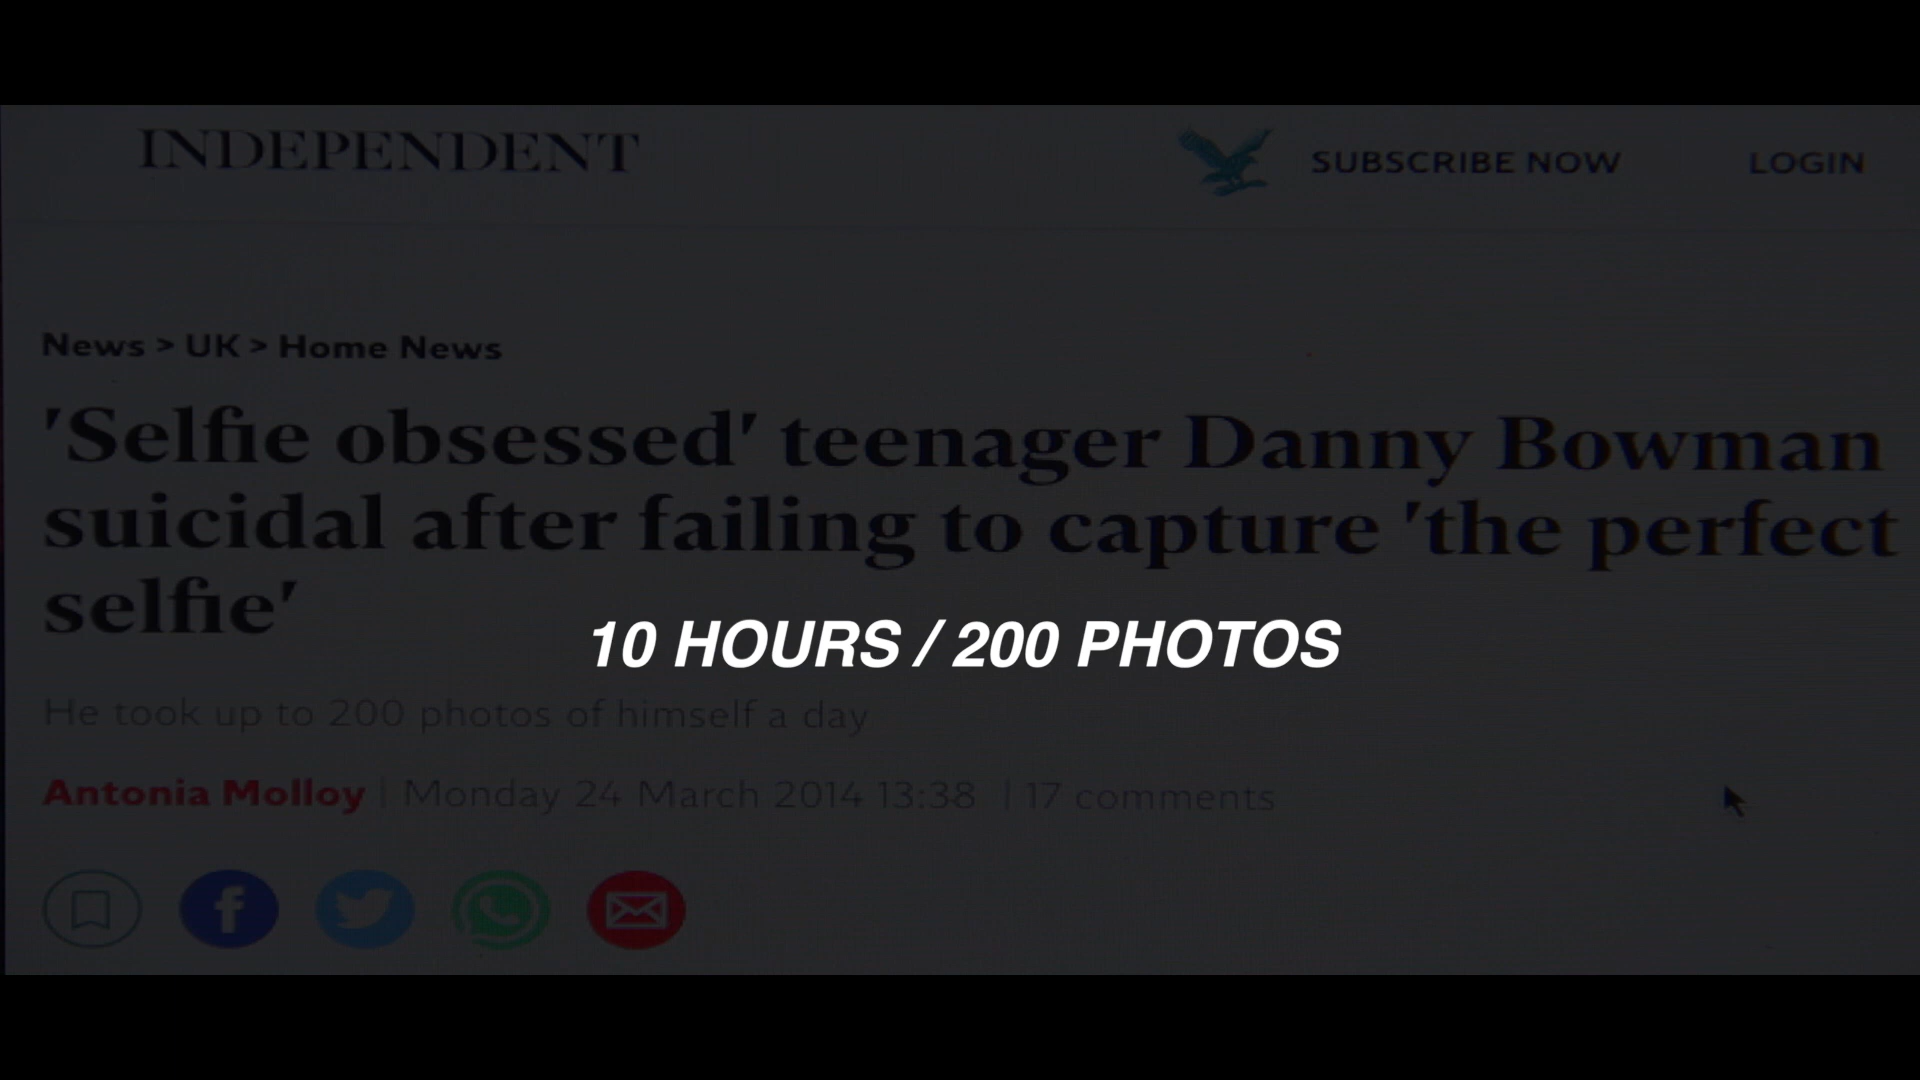 INDEPENDENT
SUBSCRIBE NOW
LOGIN
News > UK > Home News
'Selfie obsessed' teenager Danny Bowman
suicidal after failing to capture 'the perfect
selfie'
10 HOURS / 200 PHOTOS
He took up to 200 photos of himself a day
Antonia Molloy | Monday 24 March 2014 13:38 | 17 comments